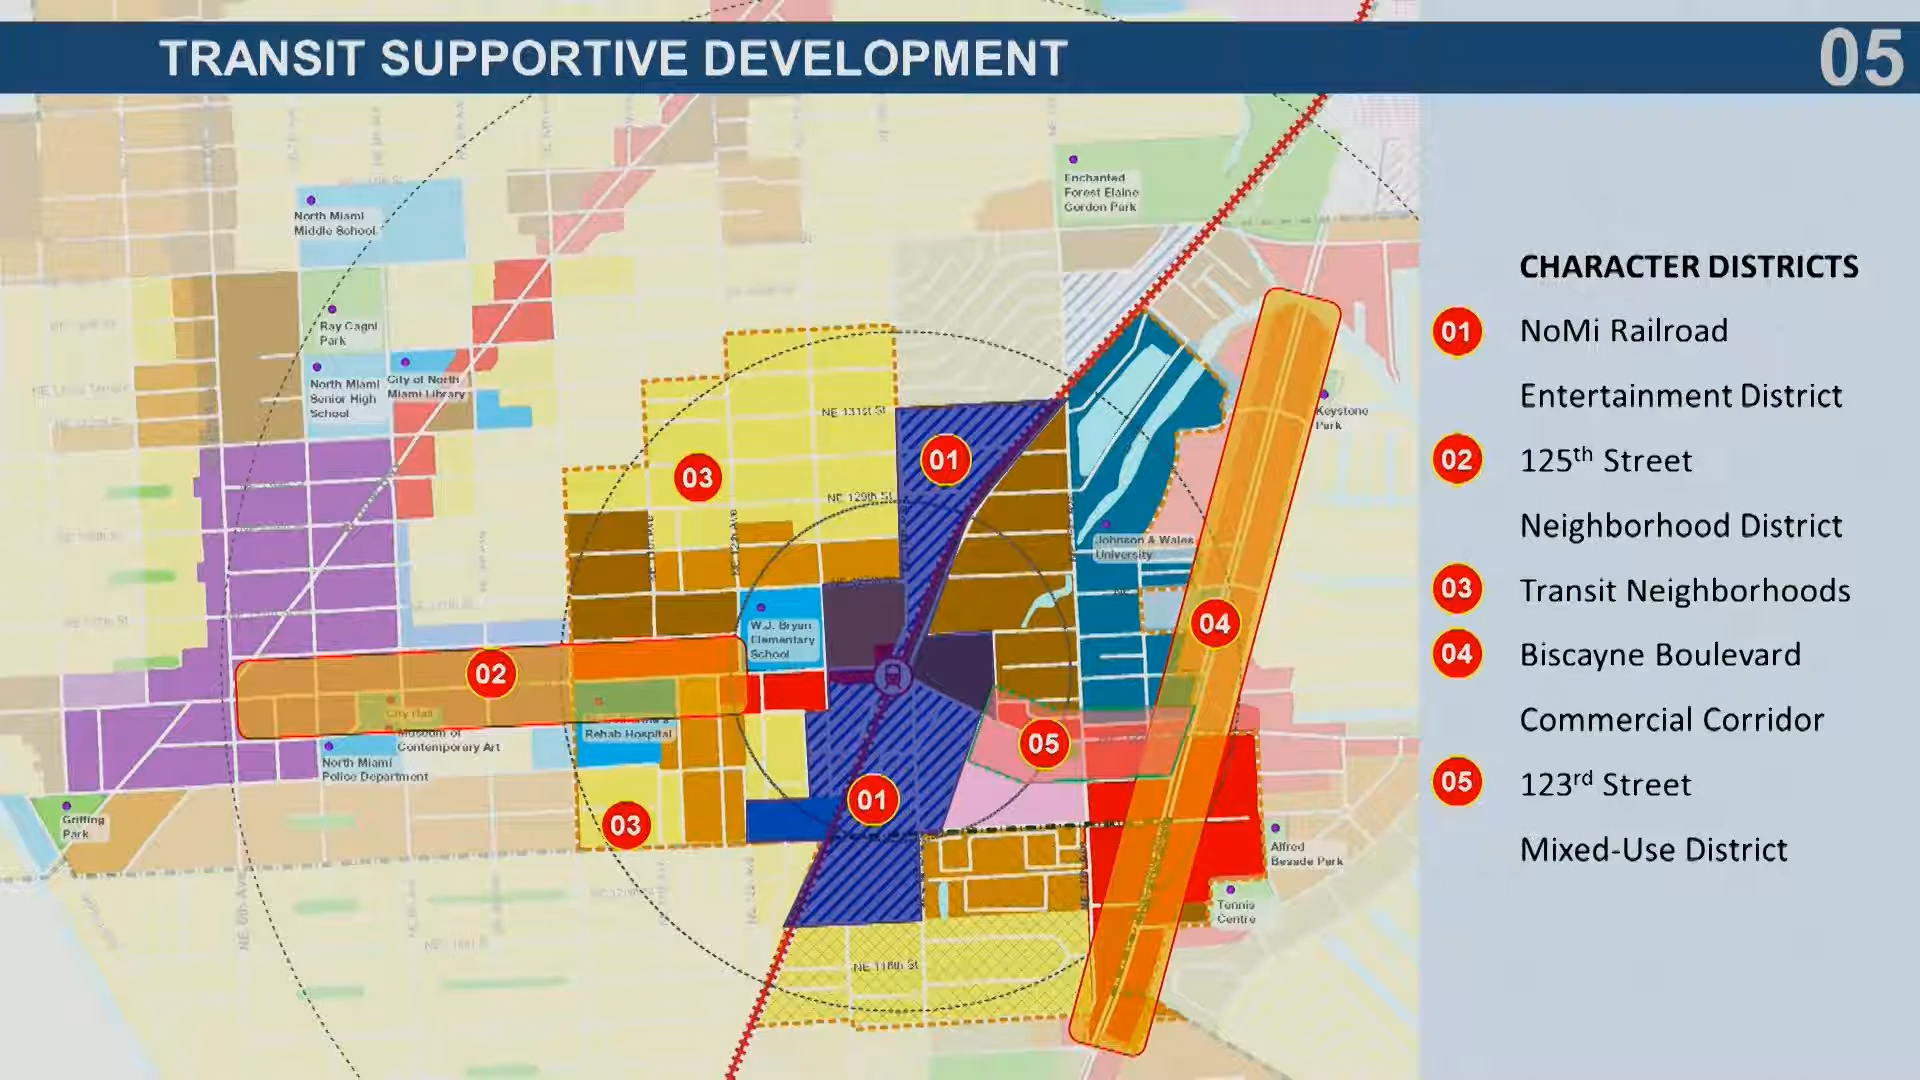 TRANSIT SUPPORTIVE DEVELOPMENT
05
North Miami
Middle School
Enchanted
Forest Elaine
Gordon Park
Ray Cagni
Park
North Miami
Senior High
School
City of North
Miami Library
Keystone
Park
NE 131st St
NE 129th St
03
01
Johnson & Wales
University
W.J. Bryan
Elementary
School
02
04
City Hall
Museum of
Contemporary Art
Rehab Hospital
North Miami
Police Department
05
01
03
Griffing
Park
Alfred
Park
Tennis
Centre
NE 6th Ave
NE 116th St
CHARACTER DISTRICTS
01 NoMi Railroad
Entertainment District
02 125th Street
Neighborhood District
03 Transit Neighborhoods
04 Biscayne Boulevard
Commercial Corridor
05 123rd Street
Mixed-Use District